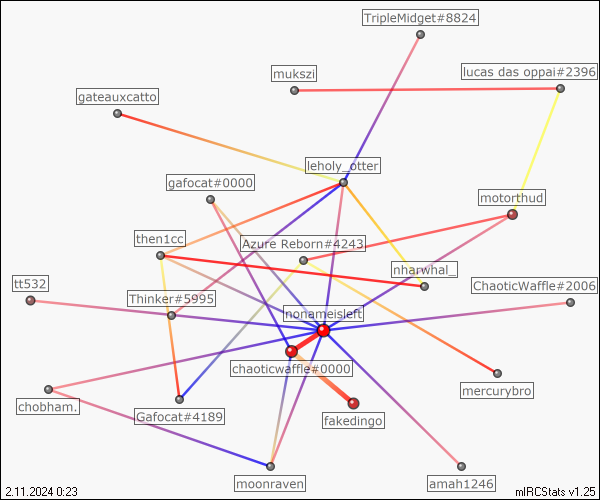 TripleMidget#8824
mukszi
lucas das oppai#2396
gateauxcatto
leholy_otter
gafocat#0000
motorthud
then1cc
Azure Reborn#4243
nharwhal_
tt532
Thinker#5995
ChaoticWaffle#2006
nonameisleft
chaoticwaffle#0000
mercurybro
chobham.
Gafocat#4189
fakedingo
moonraven
amah1246
2.11.2024 0:23
mIRCStats v1.25